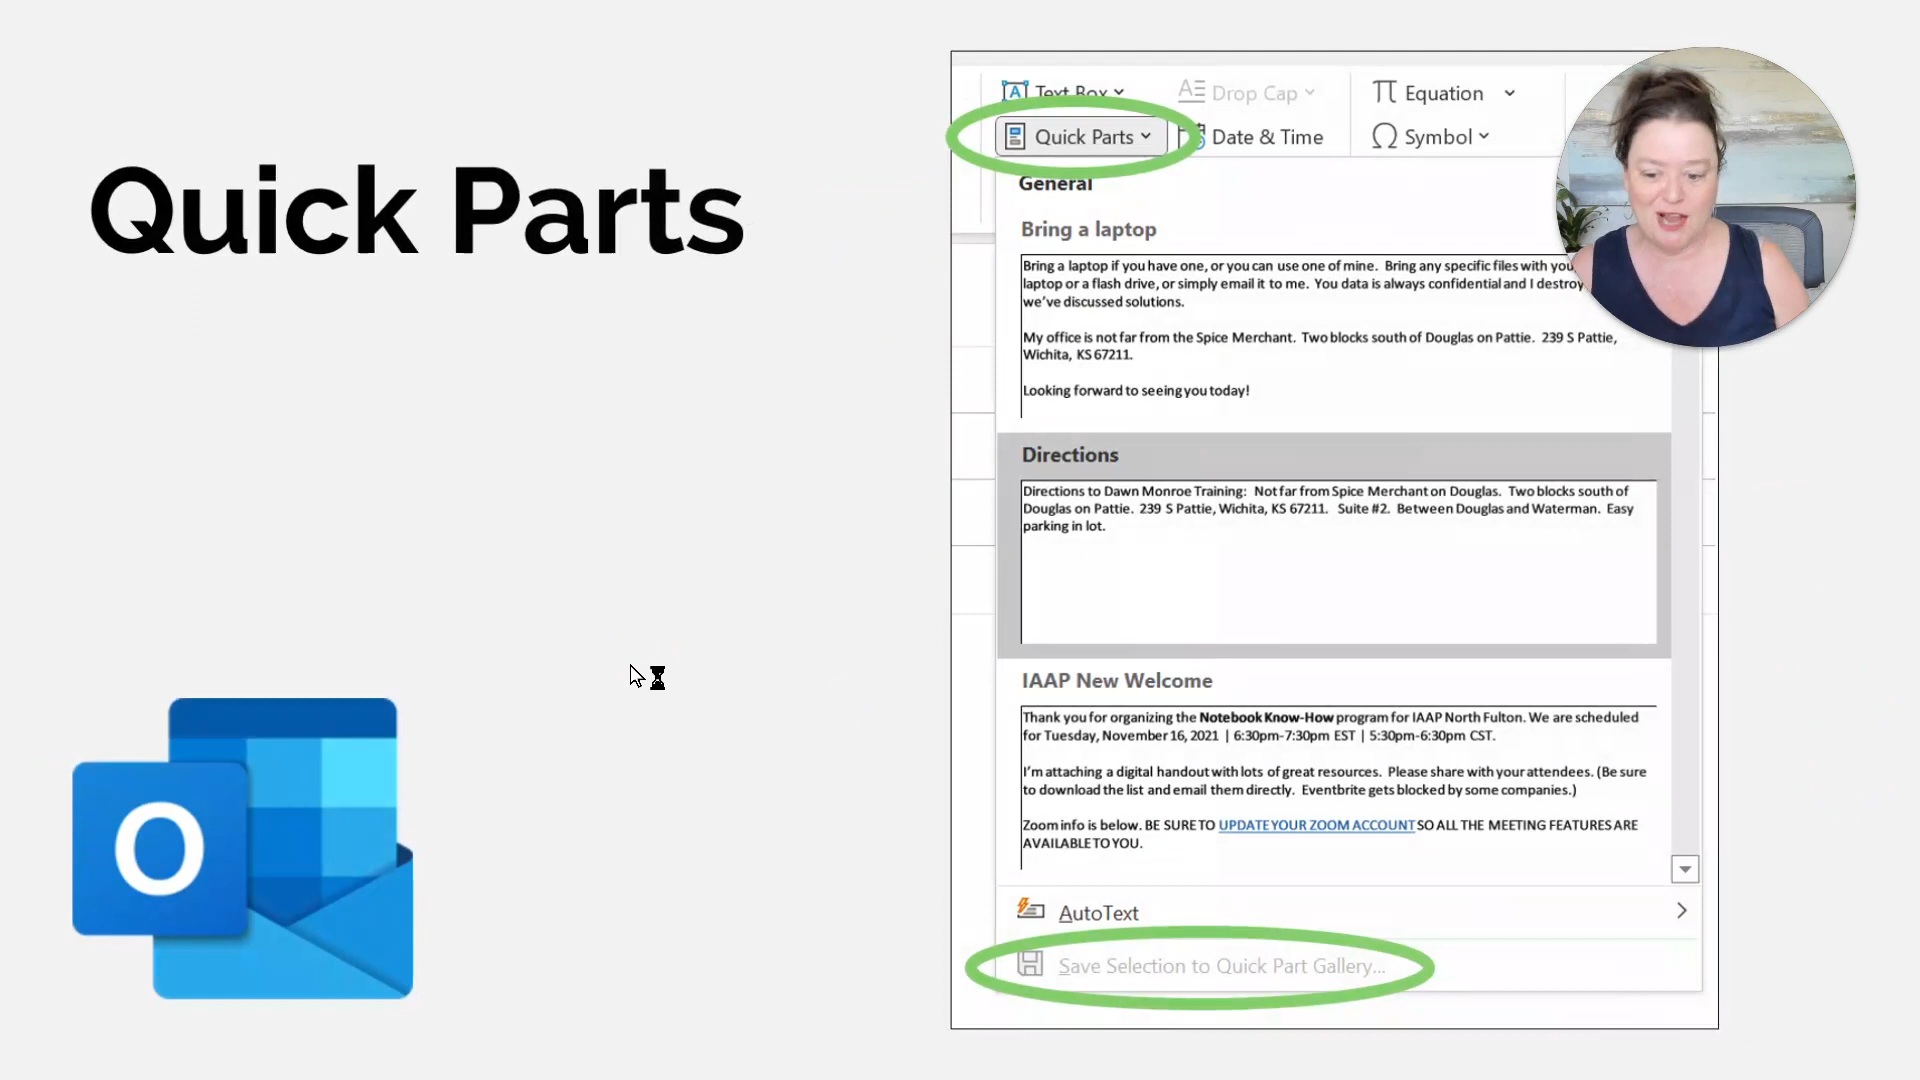 Quick Parts
Text Box
Drop Cap
Equation
Quick Parts
Date & Time
Symbol
General
Bring a laptop
Bring a laptop if you have one, or you can use one of mine. Bring any specific files with you
laptop or a flash drive, or simply email it to me. You data is always confidential and I destroy
we've discussed solutions.
My office is not far from the Spice Merchant. Two blocks south of Douglas on Pattie. 239 S Pattie,
Wichita, KS 67211.
Looking forward to seeing you today!
Directions
Directions to Dawn Monroe Training: Not far from Spice Merchant on Douglas. Two blocks south of
Douglas on Pattie. 239 S Pattie, Wichita, KS 67211. Suite #2. Between Douglas and Waterman. Easy
parking in lot.
IAAP New Welcome
Thank you for organizing the Notebook Know-How program for IAAP North Fulton. We are scheduled
for Tuesday, November 16, 2021 | 6:30pm-7:30pm EST | 5:30pm-6:30pm CST.
I'm attaching a digital handout with lots of great resources. Please share with your attendees. (Be sure
to download the list and email them directly. Eventbrite gets blocked by some companies.)
Zoom info is below. BE SURE TO UPDATE YOUR ZOOM ACCOUNT SO ALL THE MEETING FEATURES ARE
AVAILABLE TO YOU.
AutoText
Save Selection to Quick Part Gallery...
O